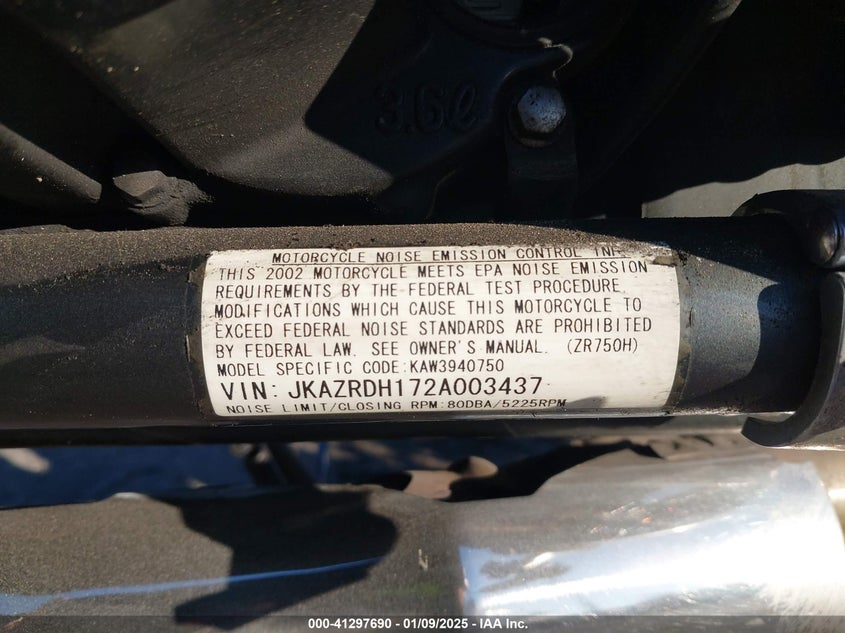 3.6ℓ
MOTORCYCLE NOISE EMISSION CONTROL
THIS 2002 MOTORCYCLE MEETS EPA NOISE EMISSION
REQUIREMENTS BY THE FEDERAL TEST PROCEDURE.
MODIFICATIONS WHICH CAUSE THIS MOTORCYCLE TO
EXCEED FEDERAL NOISE STANDARDS ARE PROHIBITED
BY FEDERAL LAW. SEE OWNER'S MANUAL. (ZR750H)
MODEL SPECIFIC CODE:KAW3940750
VIN: JKAZRDH172A003437
NOISE LIMIT/CLOSING RPM:80DBA/5225RPM
000-41297690 - 01/09/2025 - © IAA Inc.